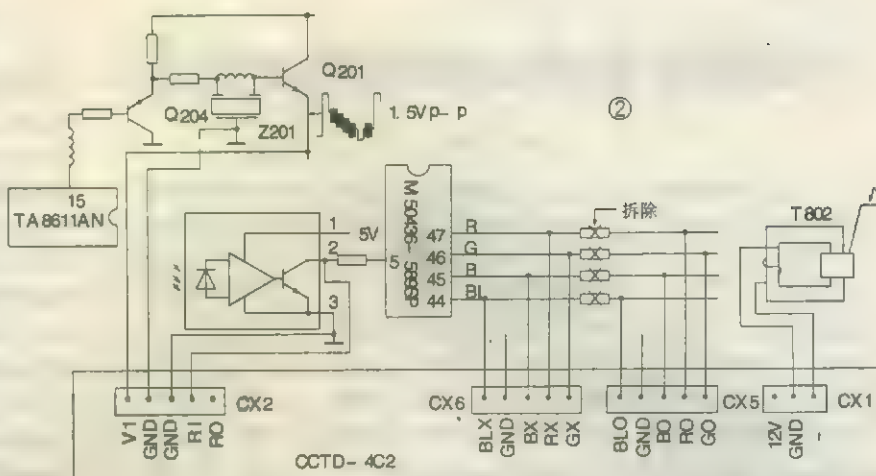 Q201
Q204
Z201
1.5Vp-p
②
15
TA8611AN
1
5V
2
3
5
47
46
45
44
R
G
B
BL
拆除
T802
CX2
V1
GND
GND
RI
RO
CX6
BLX
GND
BX
RX
GX
CX5
BLO
GND
BO
RO
GO
CX1
12V
GND
CCTD-4C2